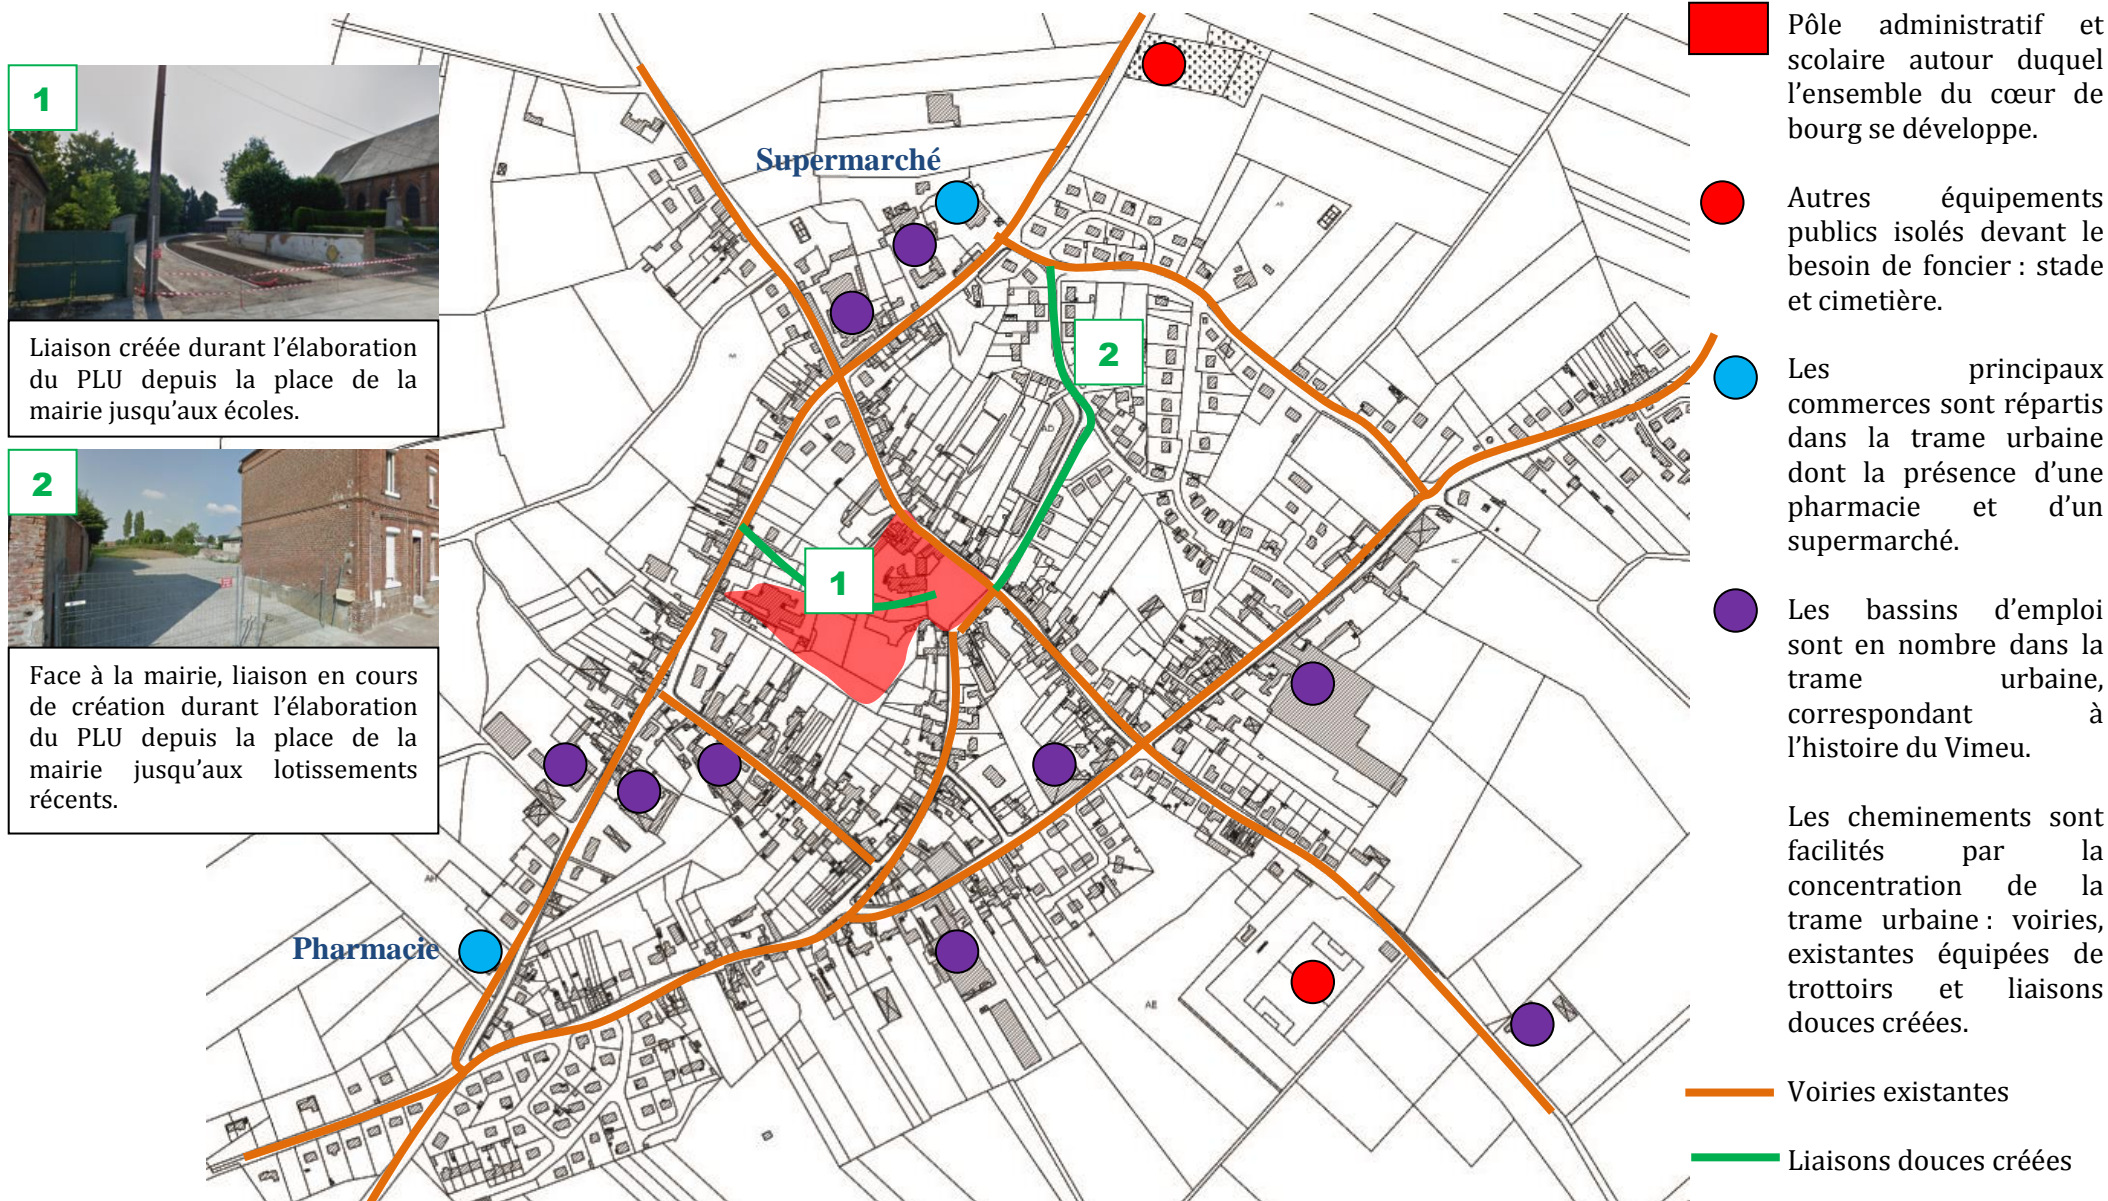 1
Liaison créée durant l'élaboration
du PLU depuis la place de la
mairie jusqu'aux écoles.
2
Face à la mairie, liaison en cours
de création durant l'élaboration
du PLU depuis la place de la
mairie jusqu'aux lotissements
récents.
Supermarché
2
AD
1
AH
Pharmacie
AE
Pôle administratif et
scolaire autour duquel
l'ensemble du cœur de
bourg se développe.
Autres équipements
publics isolés devant le
besoin de foncier : stade
et cimetière.
Les principaux
commerces sont répartis
dans la trame urbaine
dont la présence d'une
pharmacie et d'un
supermarché.
Les bassins d'emploi
sont en nombre dans la
trame urbaine,
correspondant à
l'histoire du Vimeu.
Les cheminements sont
facilités par la
concentration de la
trame urbaine : voiries,
existantes équipées de
trottoirs et liaisons
douces créées.
Voiries existantes
Liaisons douces créées